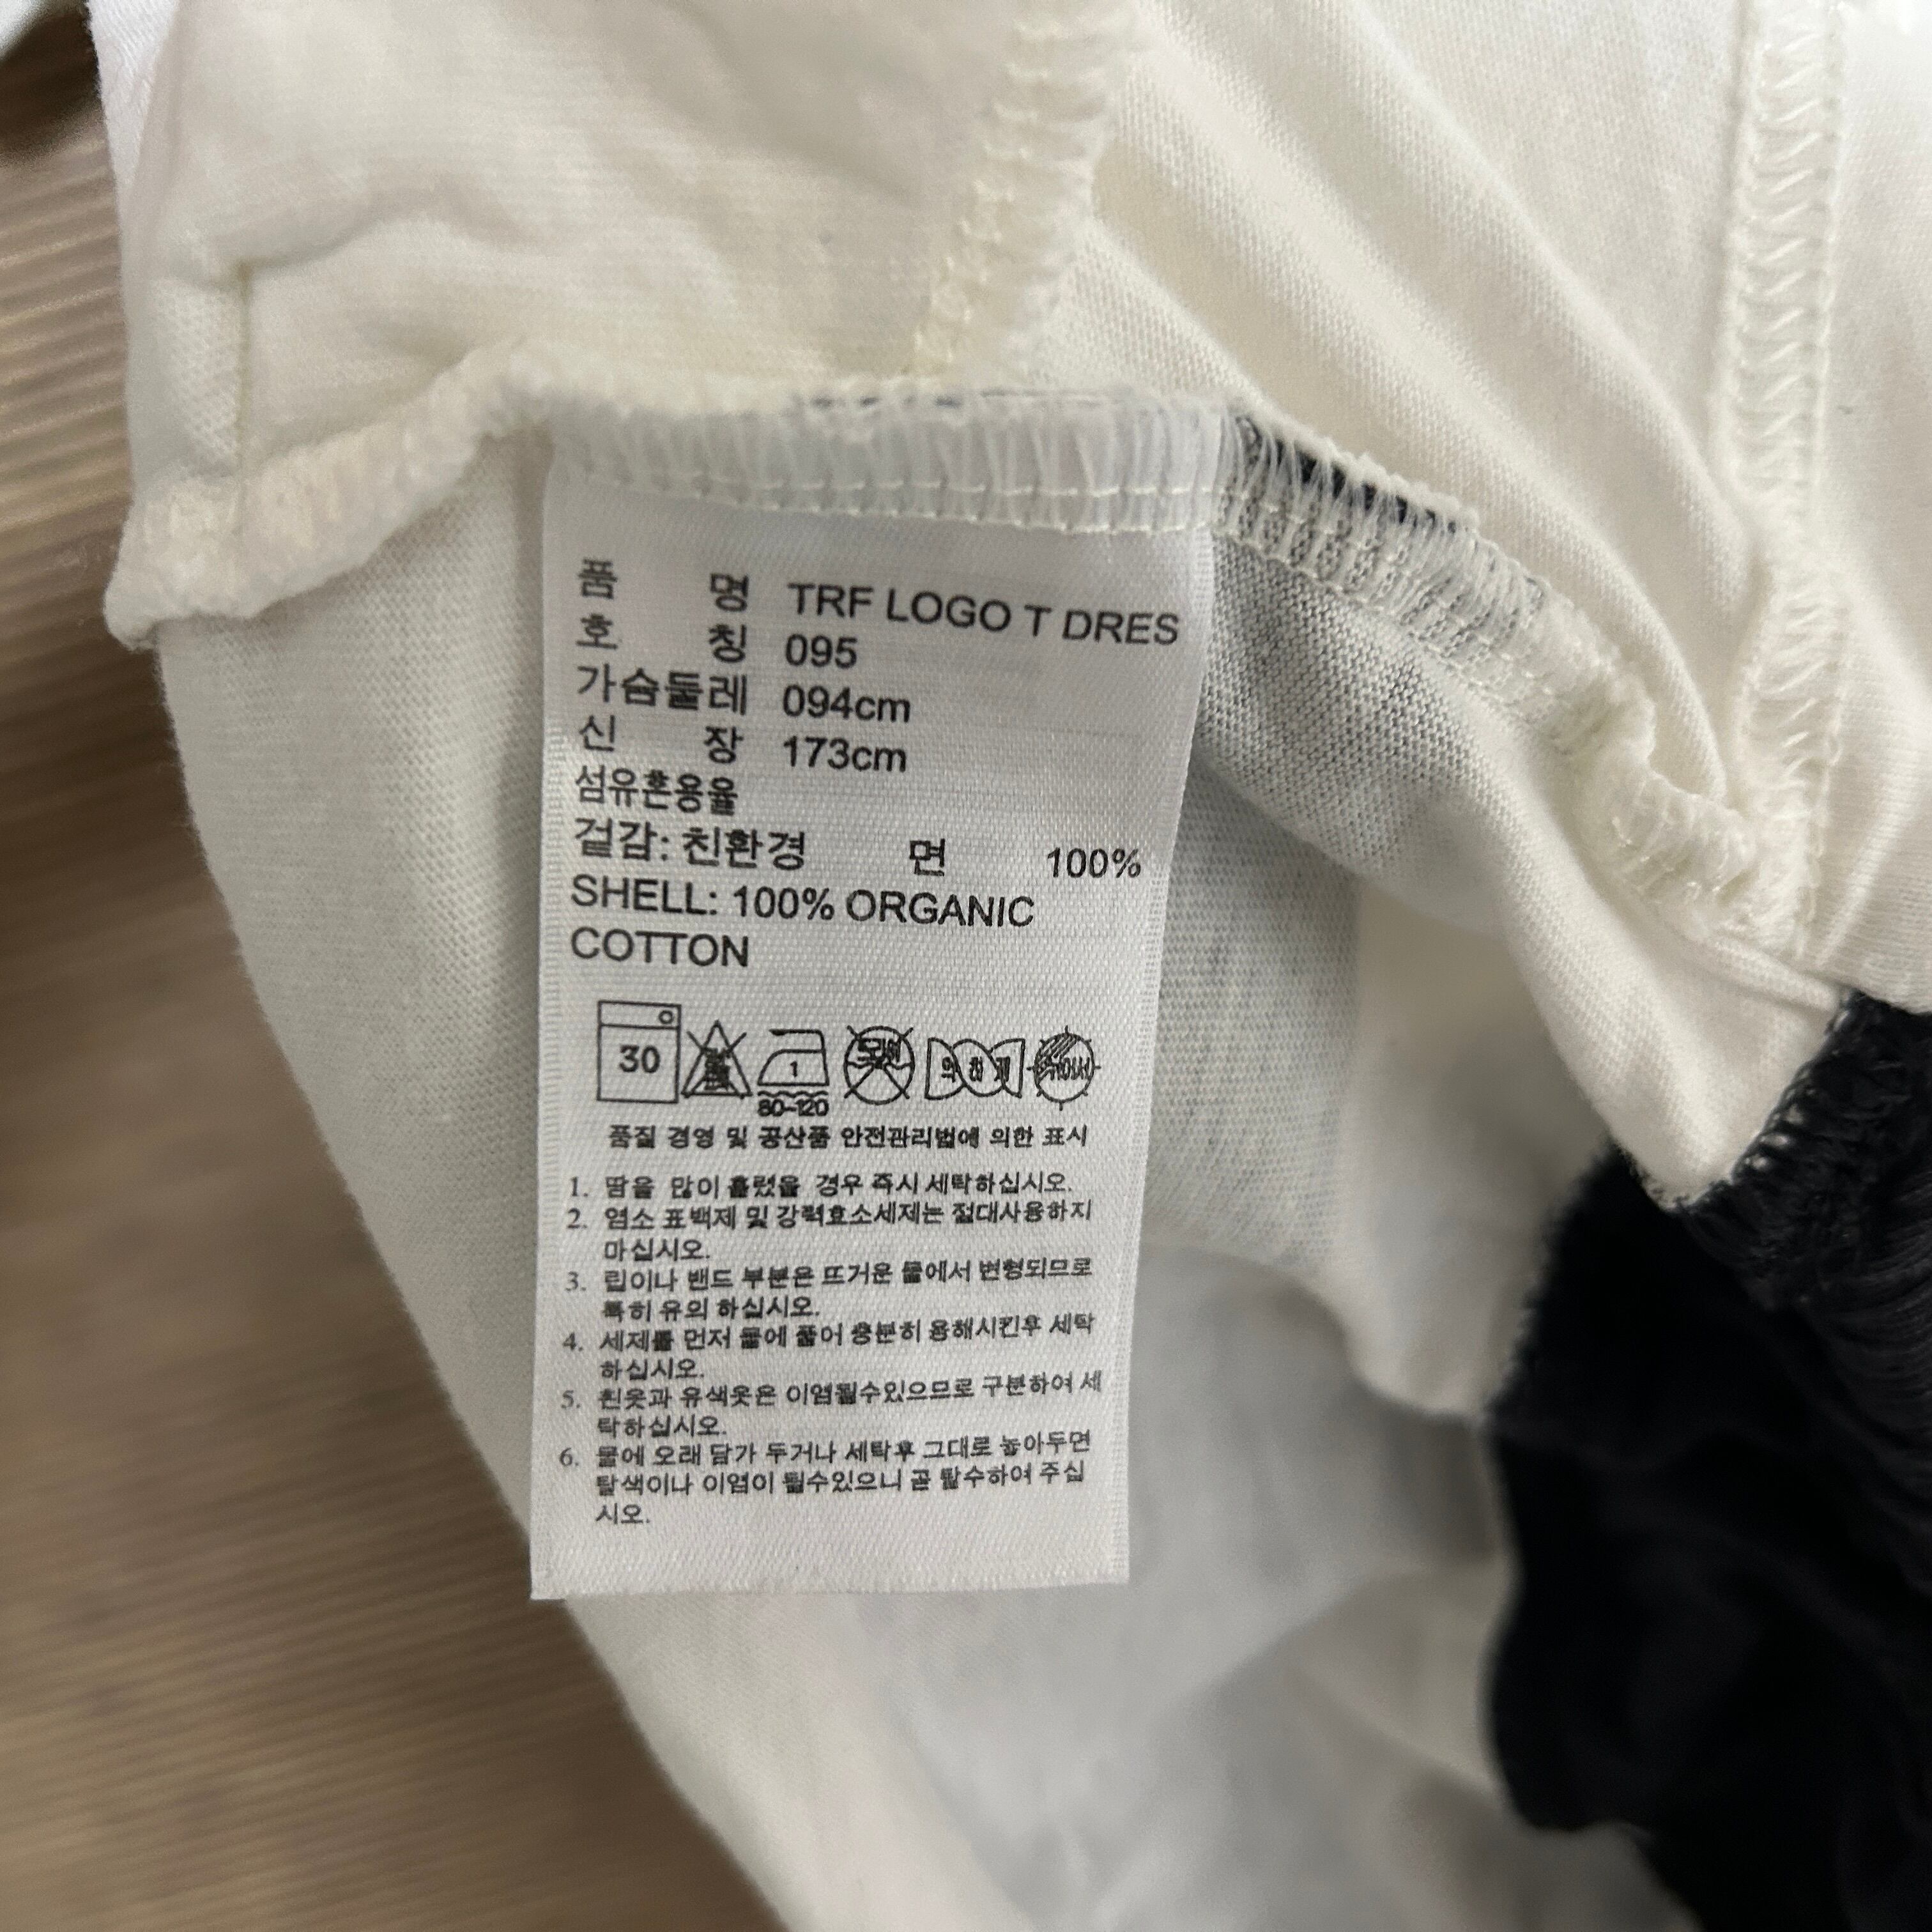 품 명 TRF LOGO T DRES
호 칭 095
가슴둘레 094cm
신 장 173cm
섬유혼용율
겉감: 친환경 면 100%
SHELL: 100% ORGANIC
COTTON
30
1
80~120
품질 경영 및 공산품 안전관리법에 의한 표시
1. 땀을 많이 흘렸을 경우 즉시 세탁하십시오.
2. 염소 표백제 및 강력효소세제는 절대사용하지
마십시오.
3. 립이나 밴드 부분은 뜨거운 물에서 변형되므로
특히 유의 하십시오.
4. 세제를 먼저 물에 풀어 충분히 용해시킨후 세탁
하십시오.
5. 흰옷과 유색옷은 이염될수있으므로 구분하여 세
탁하십시오.
6. 물에 오래 담가 두거나 세탁후 그대로 놓아두면
탈색이나 이염이 될수있으니 곧 탈수하여 주십
시오.